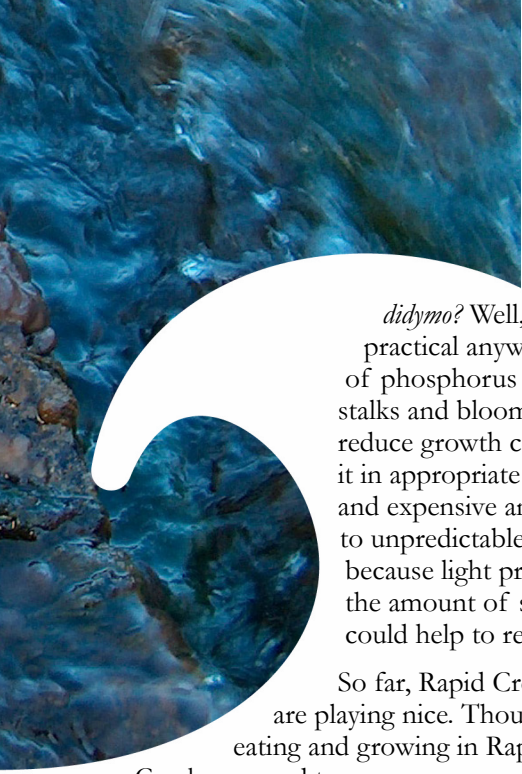 didymo? Well,
practical anyw
of phosphorus
stalks and bloom
reduce growth c
it in appropriate
and expensive ar
to unpredictable
because light pr
the amount of s
could help to re
So far, Rapid Cre
are playing nice. Thou
eating and growing in Rap